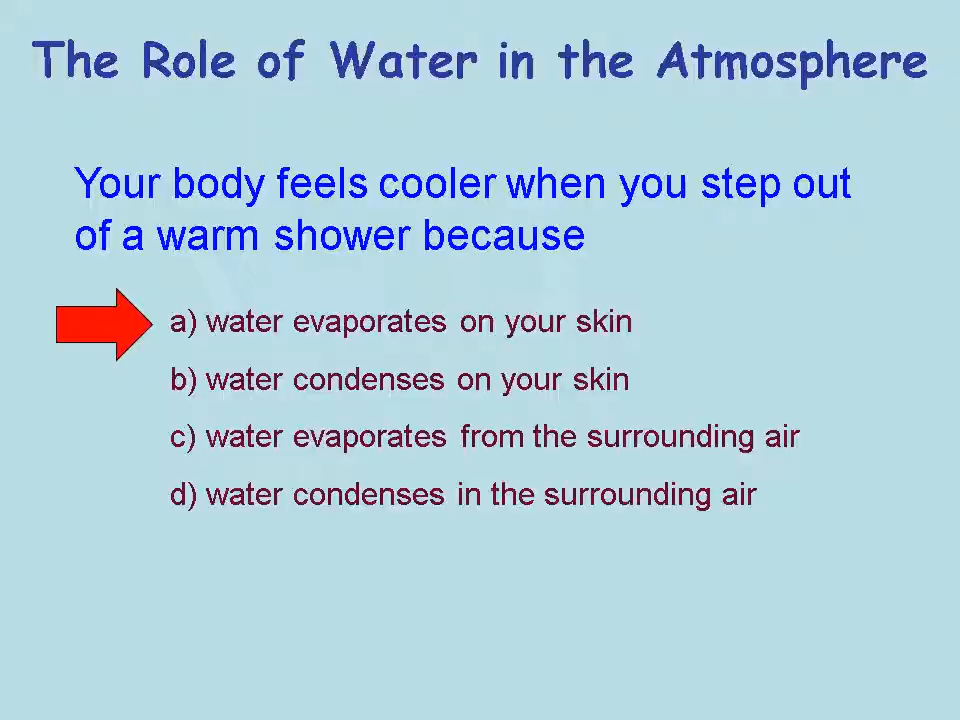 The Role of Water in the Atmosphere
Your body feels cooler when you step out
of a warm shower because
a) water evaporates on your skin
b) water condenses on your skin
c) water evaporates from the surrounding air
d) water condenses in the surrounding air